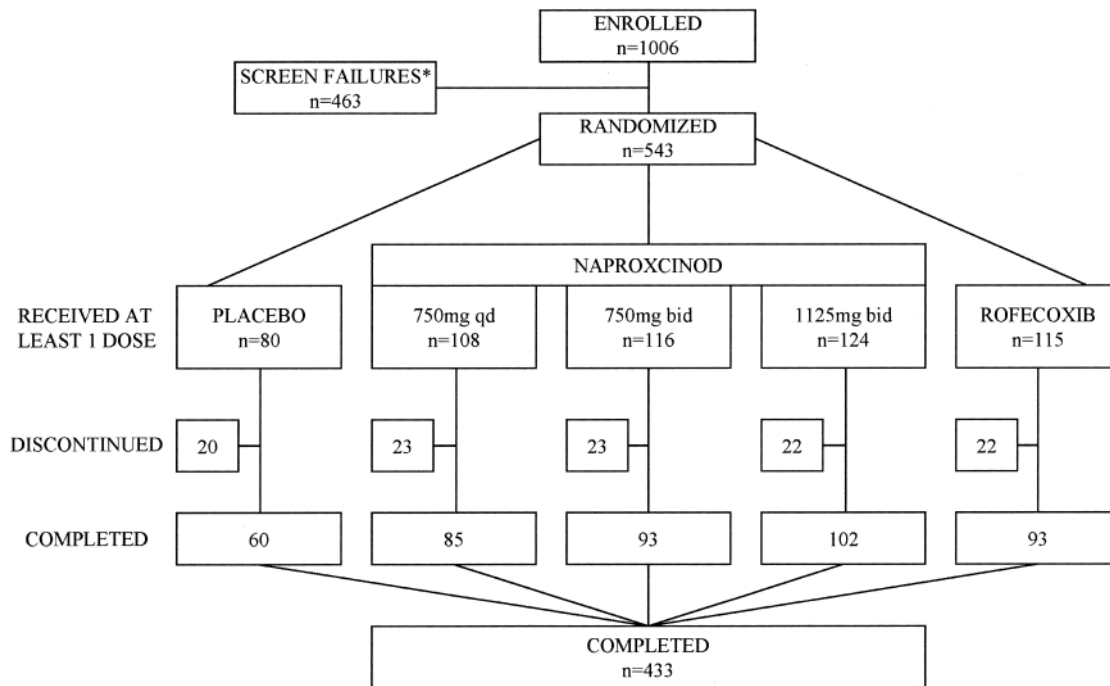 ENROLLED
n=1006
SCREEN FAILURES*
n=463
RANDOMIZED
n=543
NAPROXCINOD
RECEIVED AT
LEAST 1 DOSE
PLACEBO
n=80
750mg qd
n=108
750mg bid
n=116
1125mg bid
n=124
ROFECOXIB
n=115
DISCONTINUED
20
23
23
22
22
COMPLETED
60
85
93
102
93
COMPLETED
n=433